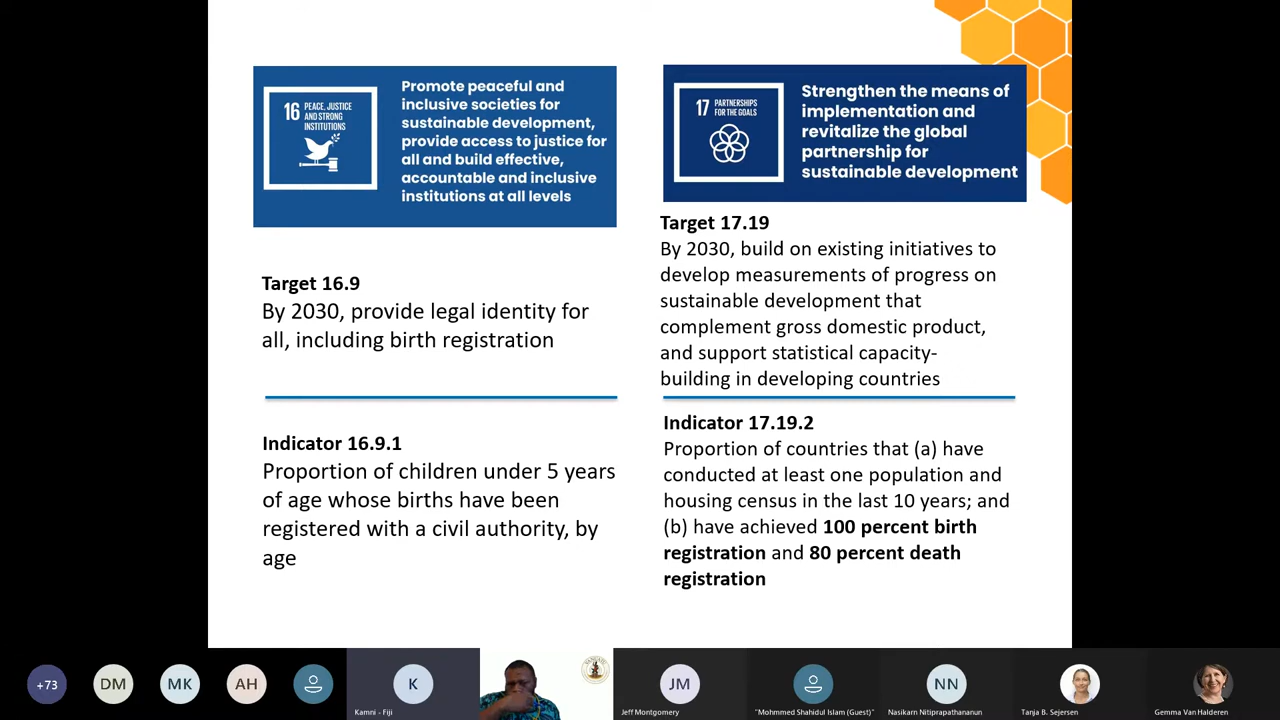 16 PEACE, JUSTICE
AND STRONG
INSTITUTIONS
Promote peaceful and
inclusive societies for
sustainable development,
provide access to justice for
all and build effective,
accountable and inclusive
institutions at all levels
Target 16.9
By 2030, provide legal identity for
all, including birth registration
Indicator 16.9.1
Proportion of children under 5 years
of age whose births have been
registered with a civil authority, by
age
17 PARTNERSHIPS
FOR THE GOALS
Strengthen the means of
implementation and
revitalize the global
partnership for
sustainable development
Target 17.19
By 2030, build on existing initiatives to
develop measurements of progress on
sustainable development that
complement gross domestic product,
and support statistical capacity-
building in developing countries
Indicator 17.19.2
Proportion of countries that (a) have
conducted at least one population and
housing census in the last 10 years; and
(b) have achieved 100 percent birth
registration and 80 percent death
registration
+73
DM
MK
AH
K
Kamni - Fiji
JM
Jeff Montgomery
"Mohmmed Shahidul Islam (Guest)"
NN
Nasikarn Nitiprapathananun
Tanja B. Sejersen
Gemma Van Halderen